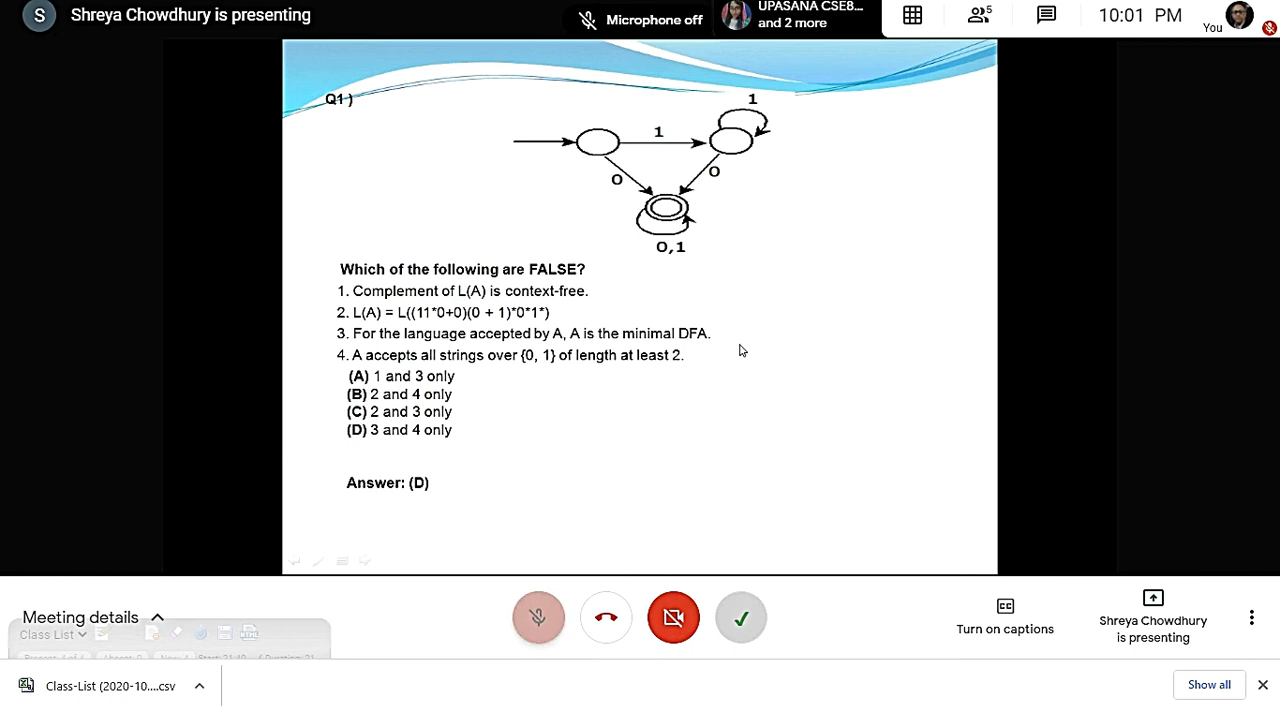 S Shreya Chowdhury is presenting
Microphone off
UPASANA CSE8...
and 2 more
5
10:01 PM
You
Q1)
1
1
0
0
0,1
Which of the following are FALSE?
1. Complement of L(A) is context-free.
2. L(A) = L((11*0+0)(0 + 1)*0*1*)
3. For the language accepted by A, A is the minimal DFA.
4. A accepts all strings over {0, 1} of length at least 2.
(A) 1 and 3 only
(B) 2 and 4 only
(C) 2 and 3 only
(D) 3 and 4 only
Answer: (D)
Meeting details
Class List
CC
Turn on captions
Shreya Chowdhury
is presenting
Class-List (2020-10....csv
Show all